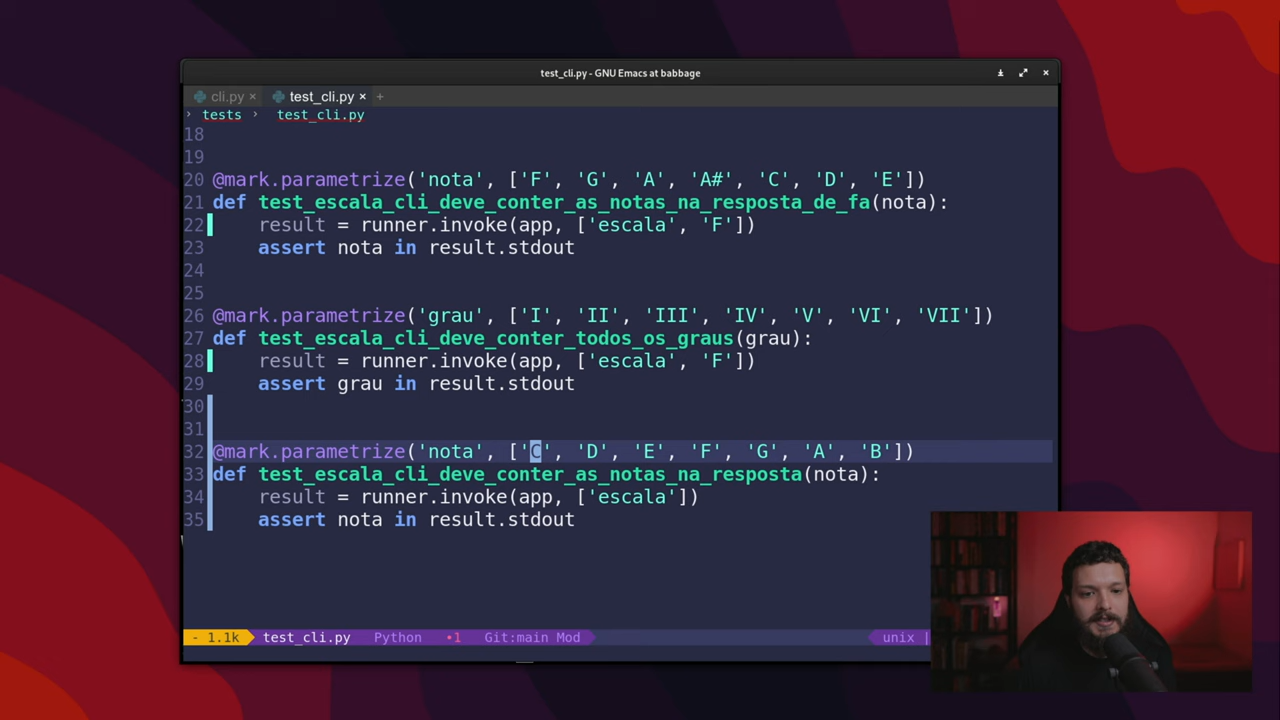 test_cli.py - GNU Emacs at babbage
cli.py × test_cli.py × +
› tests › test_cli.py
18
19
20 @mark.parametrize('nota', ['F', 'G', 'A', 'A#', 'C', 'D', 'E'])
21 def test_escala_cli_deve_conter_as_notas_na_resposta_de_fa(nota):
22 result = runner.invoke(app, ['escala', 'F'])
23 assert nota in result.stdout
24
25
26 @mark.parametrize('grau', ['I', 'II', 'III', 'IV', 'V', 'VI', 'VII'])
27 def test_escala_cli_deve_conter_todos_os_graus(grau):
28 result = runner.invoke(app, ['escala', 'F'])
29 assert grau in result.stdout
30
31
32 @mark.parametrize('nota', ['C', 'D', 'E', 'F', 'G', 'A', 'B'])
33 def test_escala_cli_deve_conter_as_notas_na_resposta(nota):
34 result = runner.invoke(app, ['escala'])
35 assert nota in result.stdout
- 1.1k test_cli.py Python •1 Git:main Mod unix |